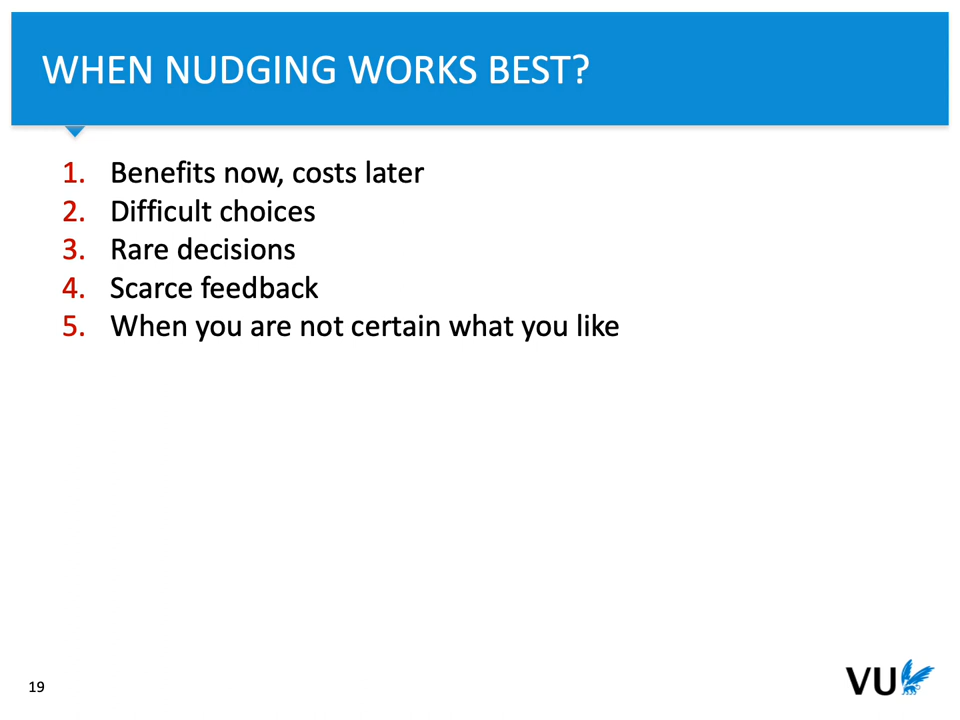 WHEN NUDGING WORKS BEST?
1. Benefits now, costs later
2. Difficult choices
3. Rare decisions
4. Scarce feedback
5. When you are not certain what you like
19
VU